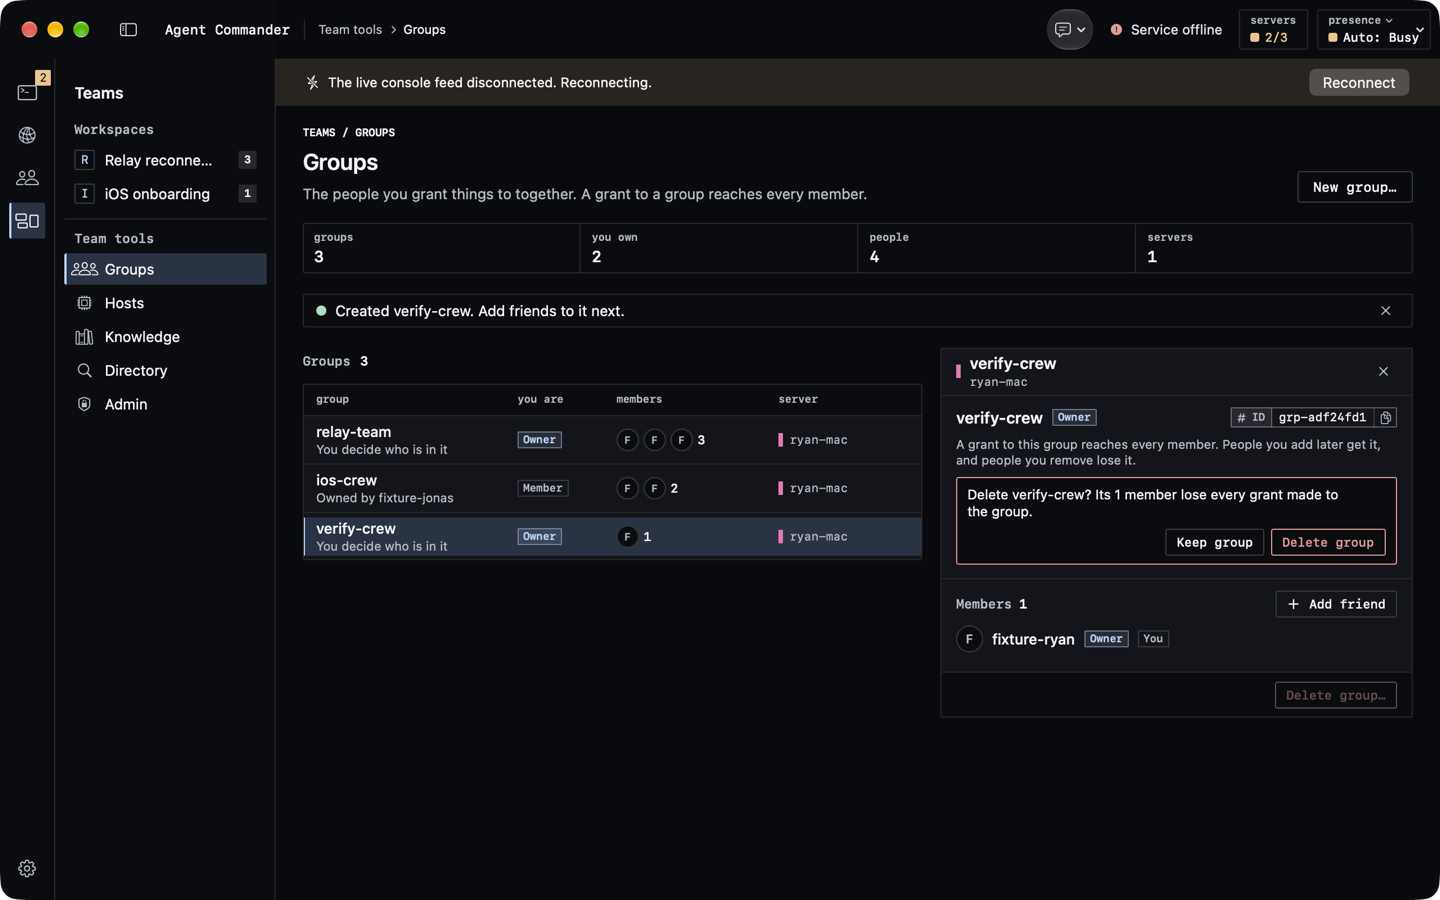 Agent Commander
Team tools > Groups
Service offline
servers
2/3
presence
Auto: Busy
2
Teams
Workspaces
R Relay reconne... 3
I iOS onboarding 1
Team tools
Groups
Hosts
Knowledge
Directory
Admin
The live console feed disconnected. Reconnecting.
Reconnect
TEAMS / GROUPS
Groups
The people you grant things to together. A grant to a group reaches every member.
New group…
groups
3
you own
2
people
4
servers
1
Created verify-crew. Add friends to it next.
Groups 3
group you are members server
relay-team
You decide who is in it
Owner
F F F 3
ryan-mac
ios-crew
Owned by fixture-jonas
Member
F F 2
ryan-mac
verify-crew
You decide who is in it
Owner
F 1
ryan-mac
verify-crew
ryan-mac
verify-crew Owner
# ID grp-adf24fd1
A grant to this group reaches every member. People you add later get it,
and people you remove lose it.
Delete verify-crew? Its 1 member lose every grant made to
the group.
Keep group
Delete group
Members 1
+ Add friend
F fixture-ryan Owner You
Delete group…